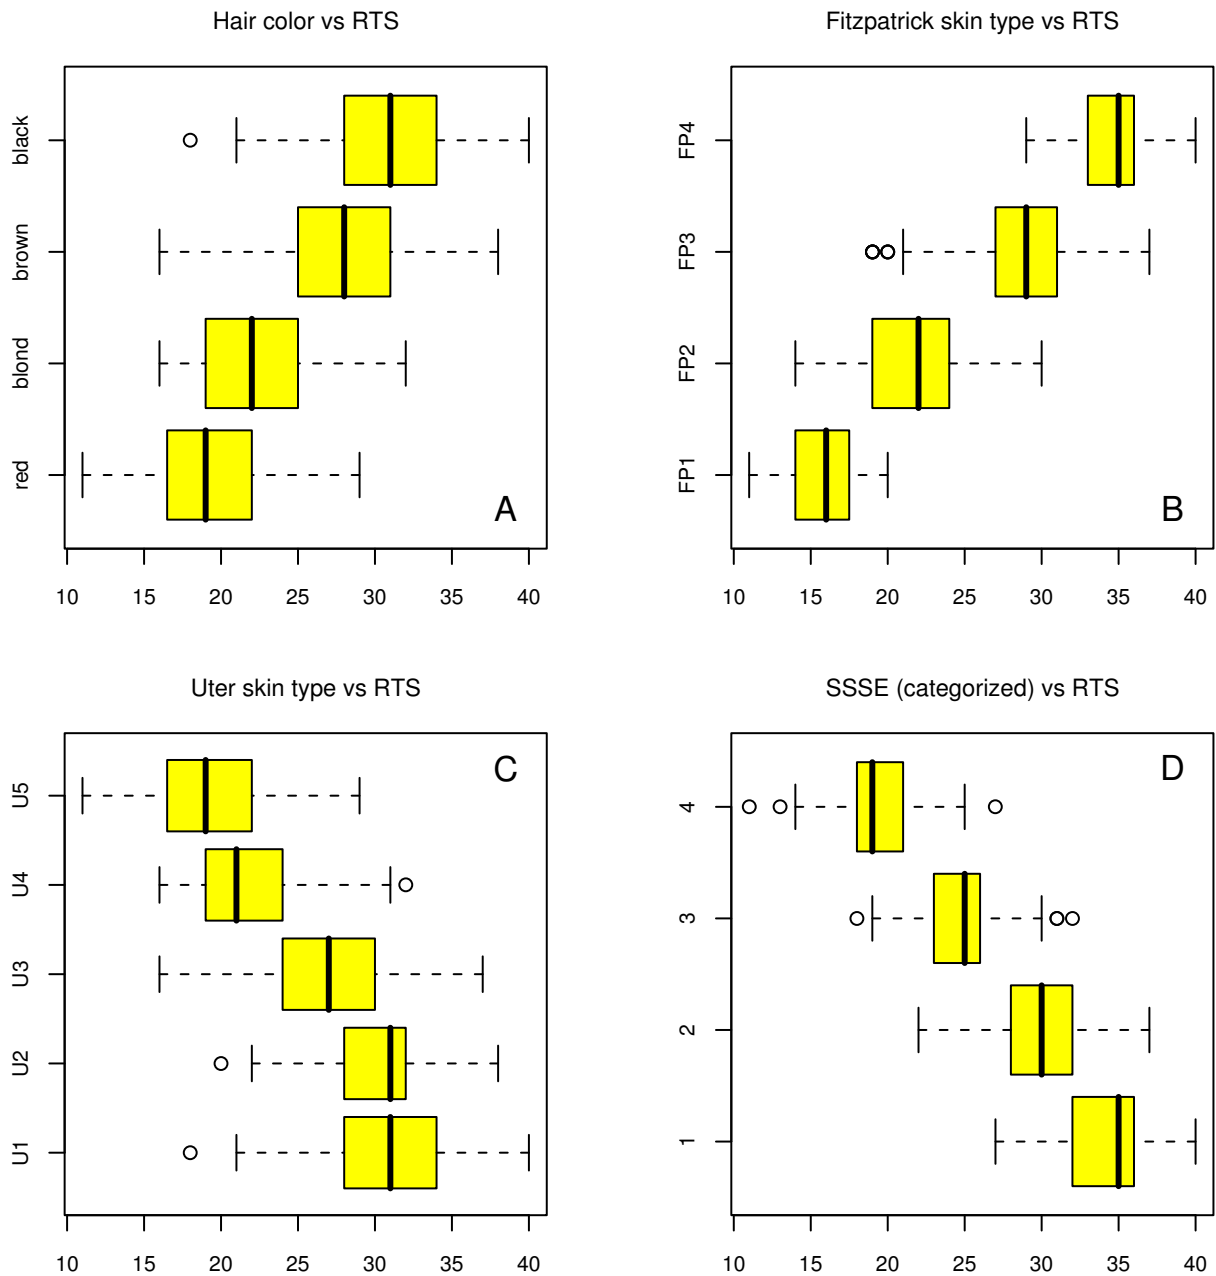 Hair color vs RTS
black
brown
blond
red
A
10 15 20 25 30 35 40
Fitzpatrick skin type vs RTS
FP4
FP3
FP2
FP1
B
10 15 20 25 30 35 40
Uter skin type vs RTS
C
U5
U4
U3
U2
U1
10 15 20 25 30 35 40
SSSE (categorized) vs RTS
D
4
3
2
1
10 15 20 25 30 35 40